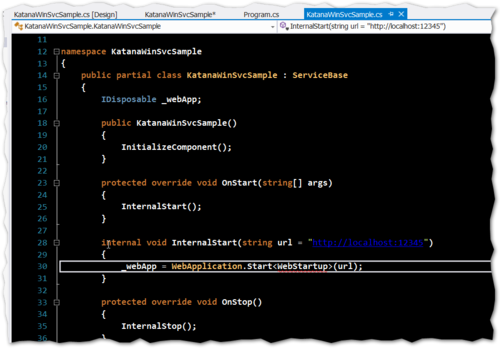 KatanaWinSvcSample.cs [Design] KatanaWinSvcSample* Program.cs KatanaWinSvcSample.cs
KatanaWinSvcSample.KatanaWinSvcSample InternalStart(string url = "http://localhost:12345")
11
12 namespace KatanaWinSvcSample
13 {
14 public partial class KatanaWinSvcSample : ServiceBase
15 {
16 IDisposable _webApp;
17
18 public KatanaWinSvcSample()
19 {
20 InitializeComponent();
21 }
22
23 protected override void OnStart(string[] args)
24 {
25 InternalStart();
26 }
27
28 internal void InternalStart(string url = "http://localhost:12345")
29 {
30 _webApp = WebApplication.Start<WebStartup>(url);
31 }
32
33 protected override void OnStop()
34 {
35 InternalStop();
36 }